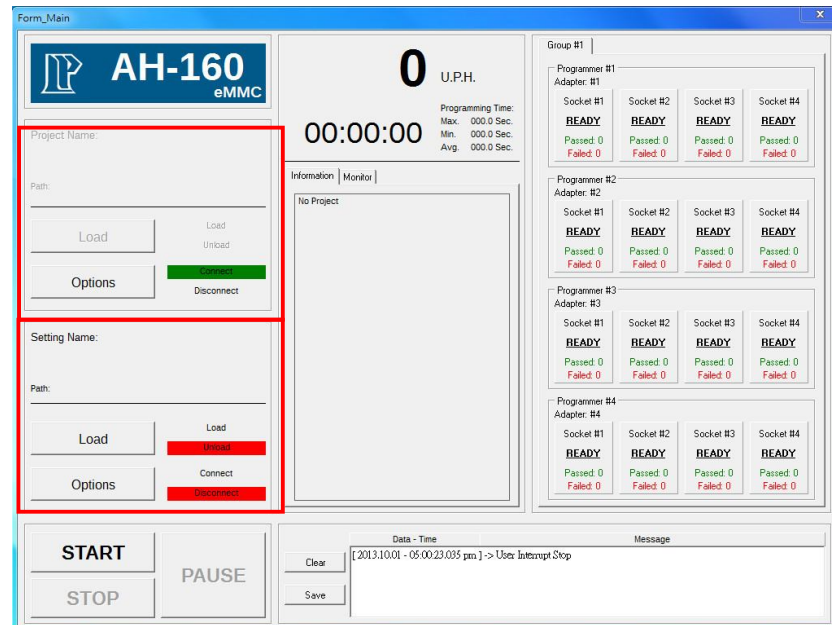 Form_Main
x
AH-160
eMMC
Project Name:
Path:
Load
Load
Unload
Options
Connect
Disconnect
Setting Name:
Path:
Load
Load
Unload
Options
Connect
Disconnect
START
STOP
PAUSE
0 U.P.H.
00:00:00
Programming Time:
Max. 000.0 Sec.
Min. 000.0 Sec.
Avg. 000.0 Sec.
Information Monitor
No Project
Group #1
Programmer #1
Adapter: #1
Socket #1 Socket #2 Socket #3 Socket #4
READY READY READY READY
Passed: 0 Passed: 0 Passed: 0 Passed: 0
Failed: 0 Failed: 0 Failed: 0 Failed: 0
Programmer #2
Adapter: #2
Socket #1 Socket #2 Socket #3 Socket #4
READY READY READY READY
Passed: 0 Passed: 0 Passed: 0 Passed: 0
Failed: 0 Failed: 0 Failed: 0 Failed: 0
Programmer #3
Adapter: #3
Socket #1 Socket #2 Socket #3 Socket #4
READY READY READY READY
Passed: 0 Passed: 0 Passed: 0 Passed: 0
Failed: 0 Failed: 0 Failed: 0 Failed: 0
Programmer #4
Adapter: #4
Socket #1 Socket #2 Socket #3 Socket #4
READY READY READY READY
Passed: 0 Passed: 0 Passed: 0 Passed: 0
Failed: 0 Failed: 0 Failed: 0 Failed: 0
Clear
Save
Data - Time Message
[ 2013.10.01 - 05:00:23.035 pm ] -> User Interrupt Stop